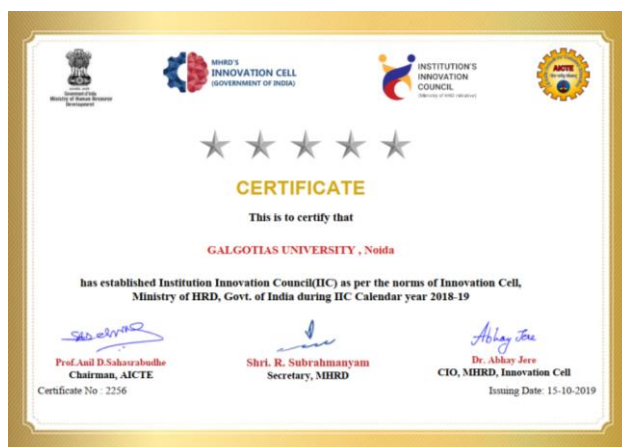 MHRD'S
INNOVATION CELL
(GOVERNMENT OF INDIA)
INSTITUTION'S
INNOVATION
COUNCIL
(Ministry of HRD Initiative)
AICTE
Government of India
Ministry of Human Resource
Development
CERTIFICATE
This is to certify that
GALGOTIAS UNIVERSITY , Noida
has established Institution Innovation Council(IIC) as per the norms of Innovation Cell,
Ministry of HRD, Govt. of India during IIC Calendar year 2018-19
Abhay Jere
Prof.Anil D.Sahasrabudhe
Chairman, AICTE
Shri. R. Subrahmanyam
Secretary, MHRD
Dr. Abhay Jere
CIO, MHRD, Innovation Cell
Certificate No : 2256
Issuing Date: 15-10-2019